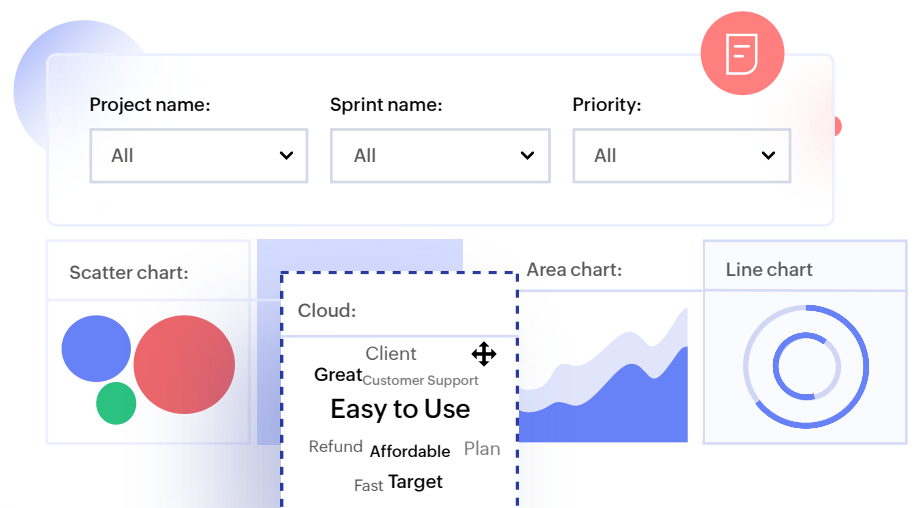 Project name:
Sprint name:
Priority:
All
All
All
Scatter chart:
Cloud:
Client
Great Customer Support
Easy to Use
Refund Affordable Plan
Fast Target
Area chart:
Line chart